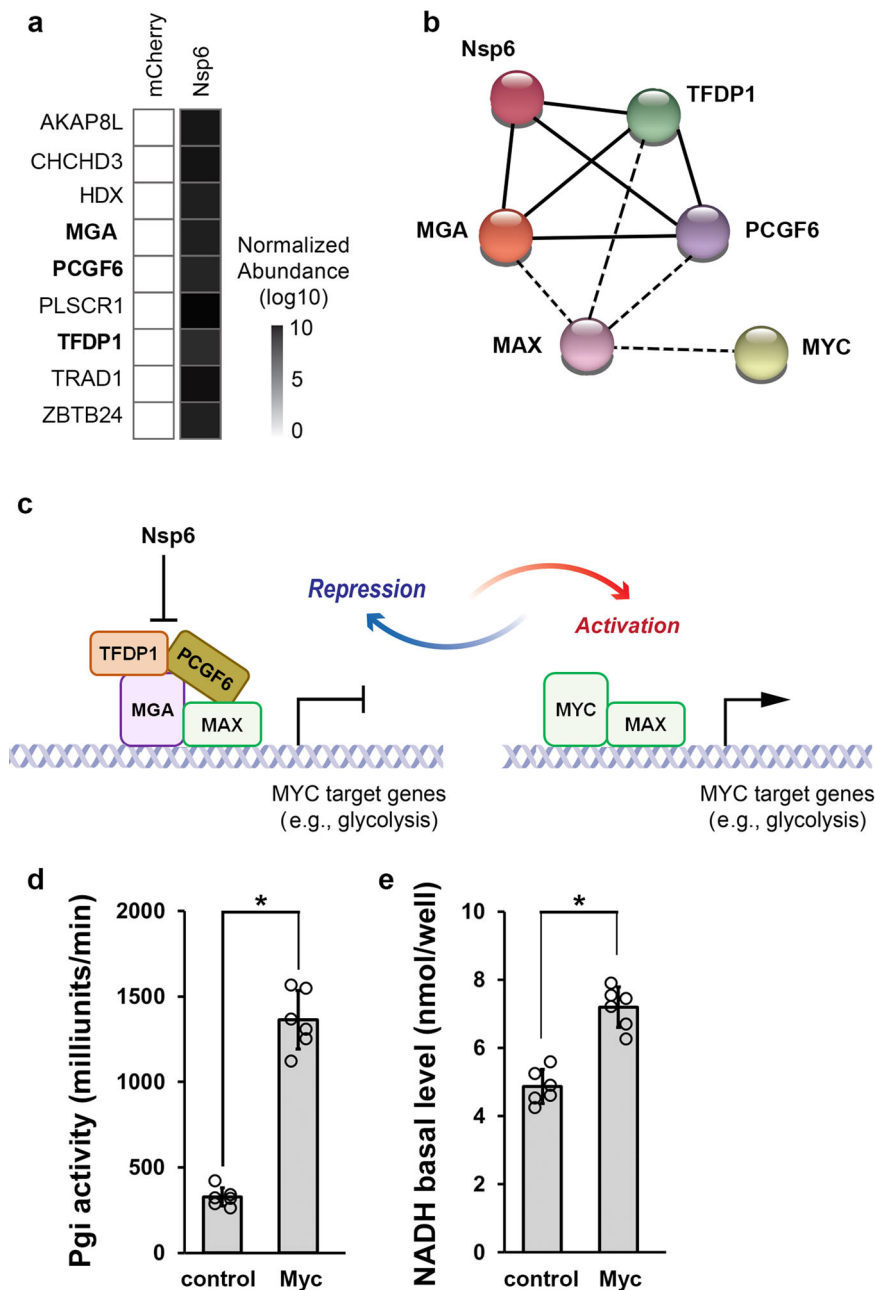 a
mCherry
Nsp6
AKAP8L
CHCHD3
HDX
MGA
PCGF6
PLSCR1
TFDP1
TRAD1
ZBTB24
Normalized
Abundance
(log10)
10
5
0
b
Nsp6
TFDP1
MGA
PCGF6
MAX
MYC
c
Nsp6
Repression
Activation
TFDP1
PCGF6
MGA
MAX
MYC
MAX
MYC target genes
(e.g., glycolysis)
MYC target genes
(e.g., glycolysis)
d
Pgi activity (milliunits/min)
2000
1500
1000
500
0
*
control
Myc
e
NADH basal level (nmol/well)
10
8
6
4
2
0
*
control
Myc